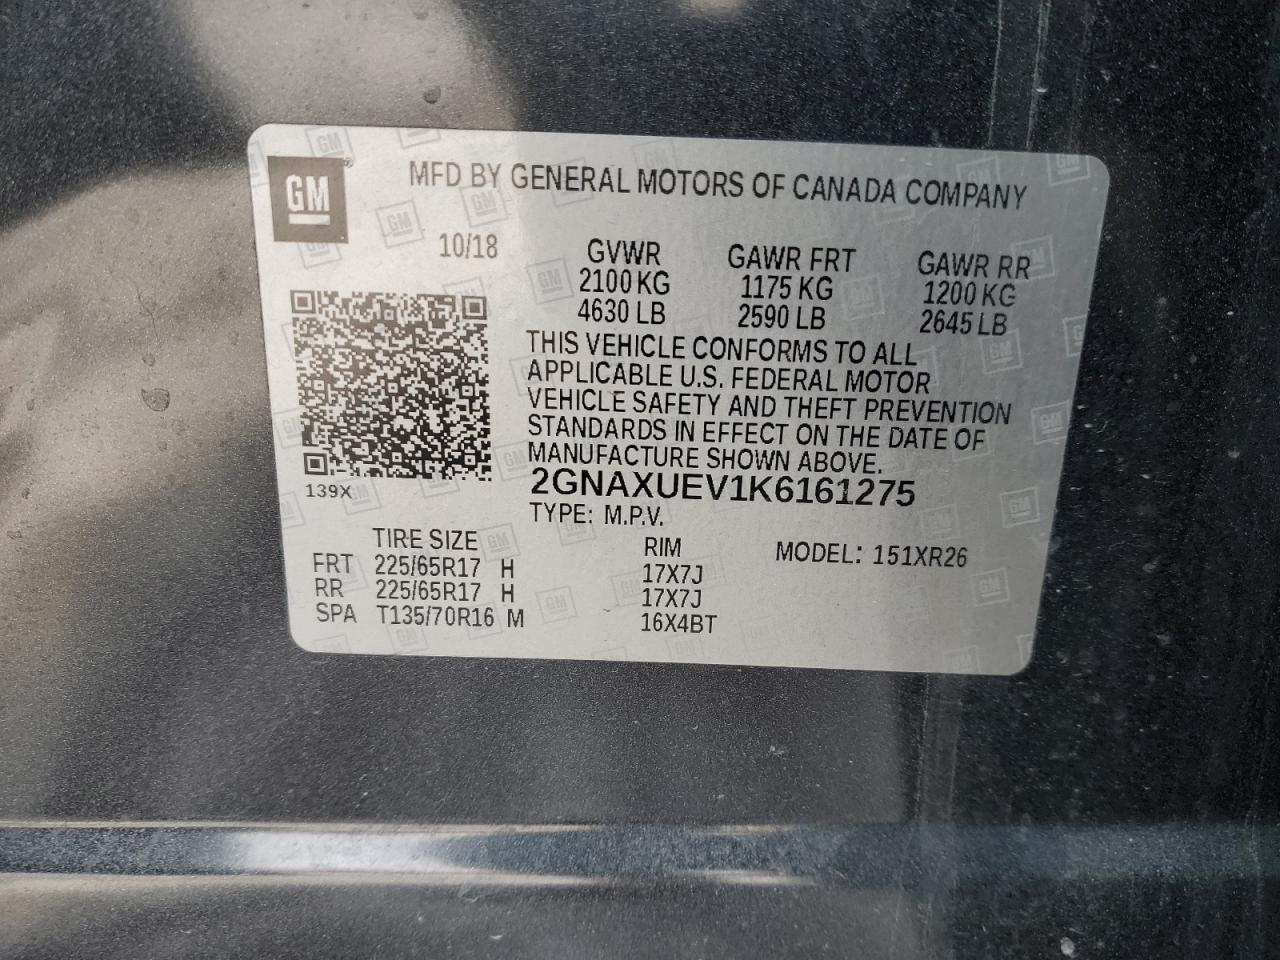 GM
MFD BY GENERAL MOTORS OF CANADA COMPANY
10/18
GVWR GAWR FRT GAWR RR
2100 KG 1175 KG 1200 KG
4630 LB 2590 LB 2645 LB
THIS VEHICLE CONFORMS TO ALL
APPLICABLE U.S. FEDERAL MOTOR
VEHICLE SAFETY AND THEFT PREVENTION
STANDARDS IN EFFECT ON THE DATE OF
MANUFACTURE SHOWN ABOVE.
2GNAXUEV1K6161275
139X
TYPE: M.P.V.
TIRE SIZE RIM MODEL: 151XR26
FRT 225/65R17 H 17X7J
RR 225/65R17 H 17X7J
SPA T135/70R16 M 16X4BT